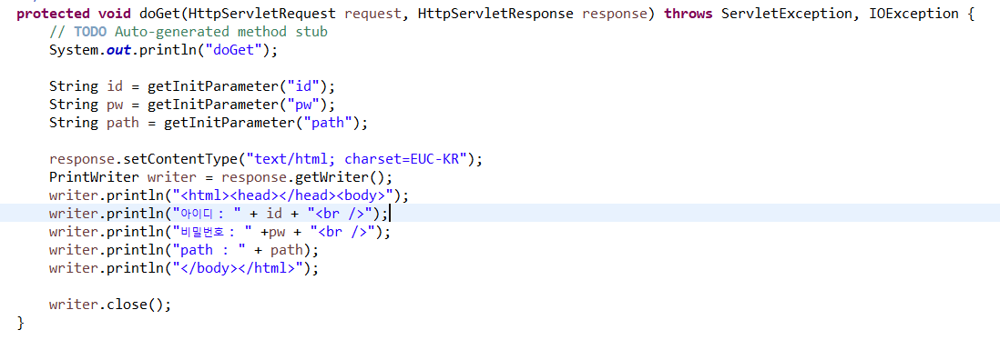 protected void doGet(HttpServletRequest request, HttpServletResponse response) throws ServletException, IOException {
// TODO Auto-generated method stub
System.out.println("doGet");
String id = getInitParameter("id");
String pw = getInitParameter("pw");
String path = getInitParameter("path");
response.setContentType("text/html; charset=EUC-KR");
PrintWriter writer = response.getWriter();
writer.println("<html><head></head><body>");
writer.println("아이디 : " + id + "<br />");
writer.println("비밀번호 : " +pw + "<br />");
writer.println("path : " + path);
writer.println("</body></html>");
writer.close();
}